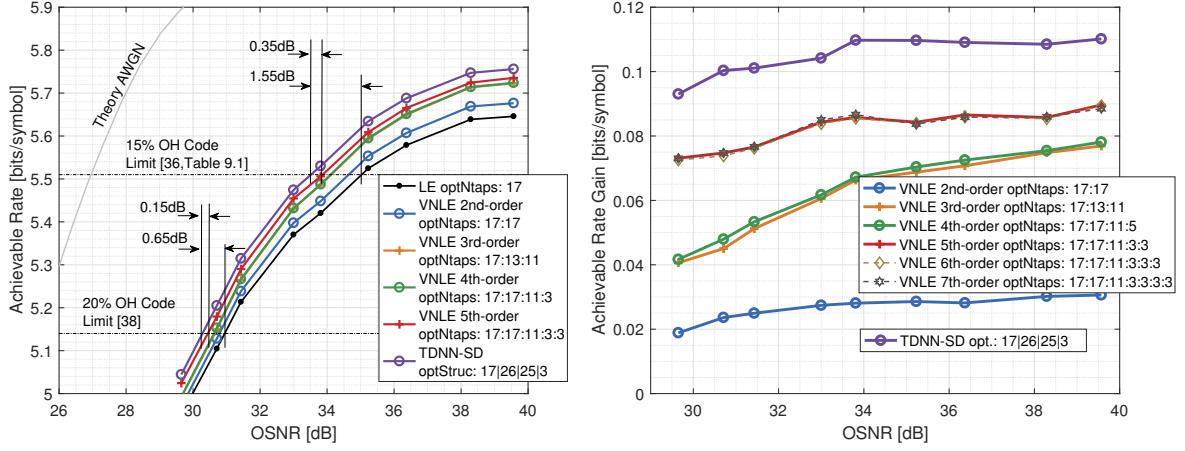 5.9
5.8
5.7
5.6
5.5
5.4
5.3
5.2
5.1
5
Achievable Rate [bits/symbol]
26
28
30
32
34
36
38
40
OSNR [dB]
Theory AWGN
0.35dB
1.55dB
15% OH Code
Limit [36,Table 9.1]
0.15dB
0.65dB
20% OH Code
Limit [38]
LE optNtaps: 17
VNLE 2nd-order
optNtaps: 17:17
VNLE 3rd-order
optNtaps: 17:13:11
VNLE 4th-order
optNtaps: 17:17:11:3
VNLE 5th-order
optNtaps: 17:17:11:3:3
TDNN-SD
optStruc: 17|26|25|3
0.12
0.1
0.08
0.06
0.04
0.02
0
Achievable Rate Gain [bits/symbol]
30
32
34
36
38
40
OSNR [dB]
VNLE 2nd-order optNtaps: 17:17
VNLE 3rd-order optNtaps: 17:13:11
VNLE 4th-order optNtaps: 17:17:11:5
VNLE 5th-order optNtaps: 17:17:11:3:3
VNLE 6th-order optNtaps: 17:17:11:3:3:3
VNLE 7th-order optNtaps: 17:17:11:3:3:3:3
TDNN-SD opt.: 17|26|25|3